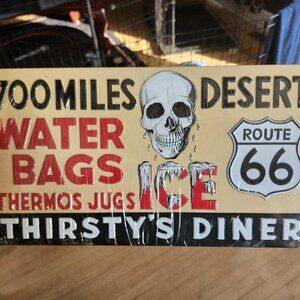 700 MILES DESERT
WATER
BAGS
THERMOS JUGS ICE
ROUTE
66
THIRSTY'S DINER